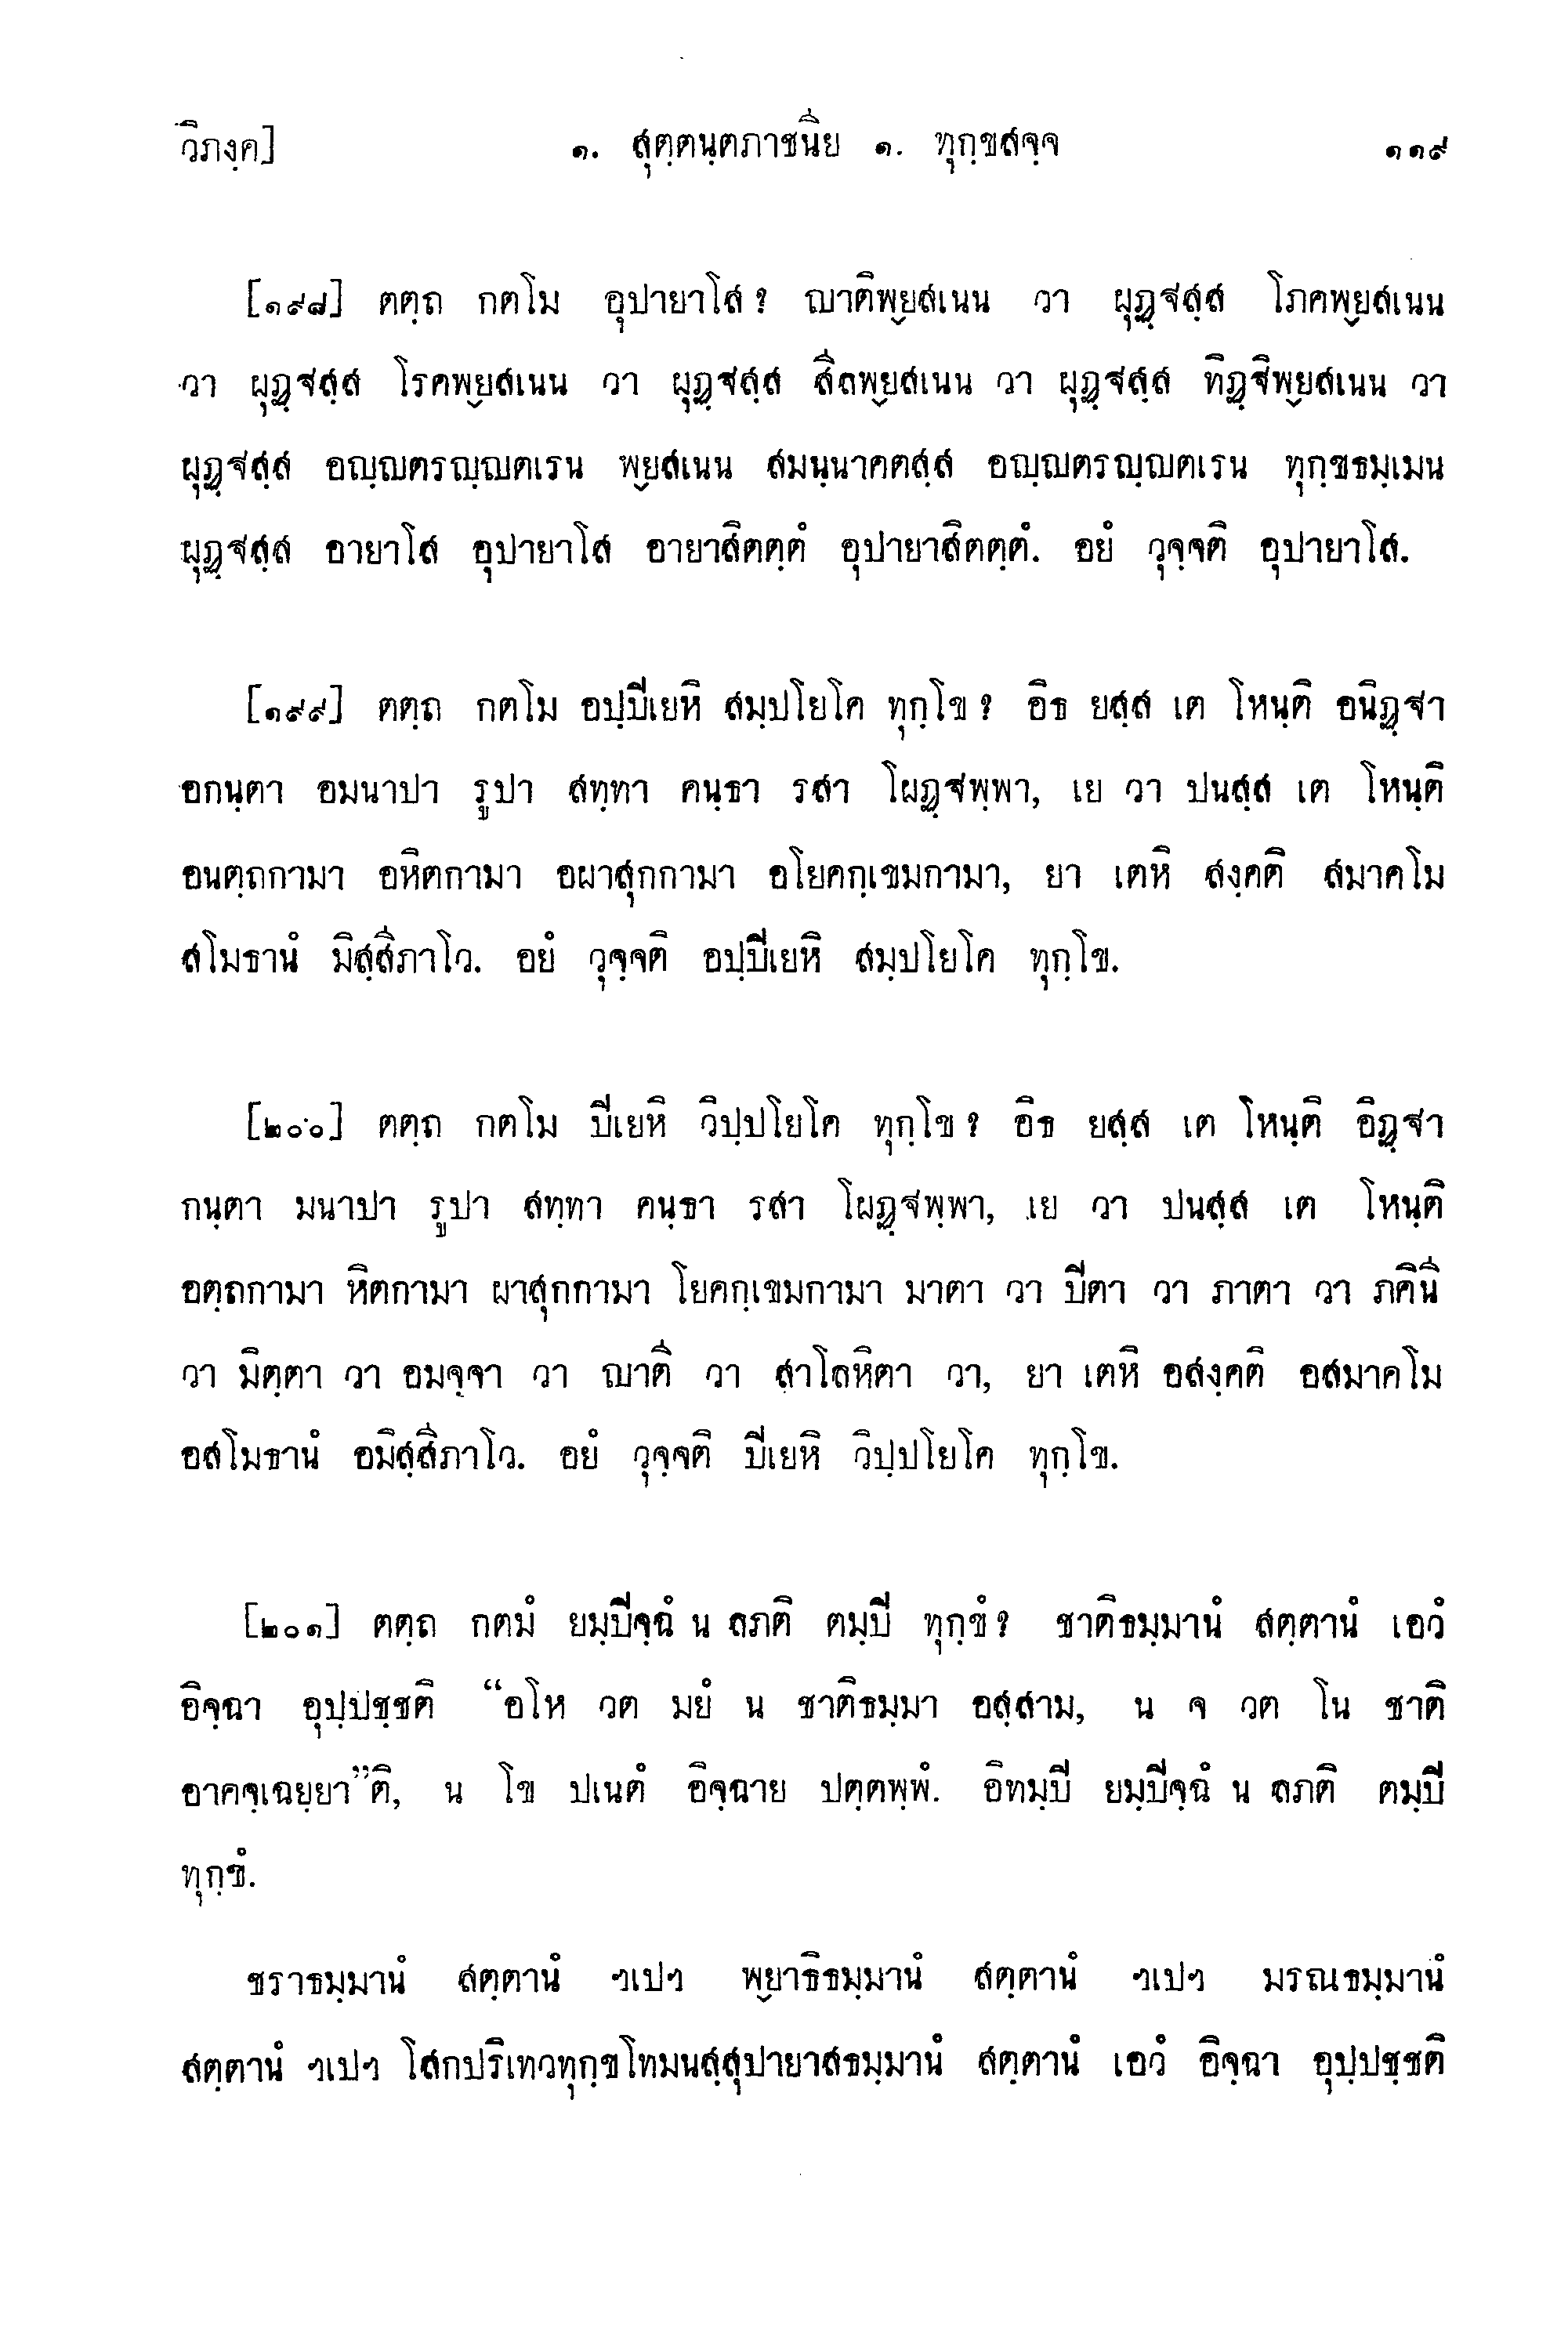 วิภงฺค] ๑. สุตฺตนฺตภาชนีย ๑. ทุกฺขสจฺจ ๑๑๙
[๑๙๘] ตตฺถ กตโม อุปายาโส? ญาติพฺยสเนน วา ผุฏฺฐสฺส โภคพฺยสเนน
วา ผุฏฺฐสฺส โรคพฺยสเนน วา ผุฏฺฐสฺส สีลพฺยสเนน วา ผุฏฺฐสฺส ทิฏฺฐิพฺยสเนน วา
ผุฏฺฐสฺส อญฺญตรญฺญตเรน พฺยสเนน สมนฺนาคตสฺส อญฺญตรญฺญตเรน ทุกฺขธมฺเมน
ผุฏฺฐสฺส อายาโส อุปายาโส อายาสิตตฺตํ อุปายาสิตตฺตํ. อยํ วุจฺจติ อุปายาโส.
[๑๙๙] ตตฺถ กตโม อปฺปิเยหิ สมฺปโยโค ทุกฺโข? อิธ ยสฺส เต โหนฺติ อนิฏฺฐา
อกนฺตา อมนาปา รูปา สทฺทา คนฺธา รสา โผฏฺฐพฺพา, เย วา ปนสฺส เต โหนฺติ
อนตฺถกามา อหิตกามา อผาสุกกามา อโยคกฺเขมกามา, ยา เตหิ สงฺคติ สมาคโม
สโมธานํ มิสฺสีภาโว. อยํ วุจฺจติ อปฺปิเยหิ สมฺปโยโค ทุกฺโข.
[๒๐๐] ตตฺถ กตโม ปิเยหิ วิปฺปโยโค ทุกฺโข? อิธ ยสฺส เต โหนฺติ อิฏฺฐา
กนฺตา มนาปา รูปา สทฺทา คนฺธา รสา โผฏฺฐพฺพา, เย วา ปนสฺส เต โหนฺติ
อตฺถกามา หิตกามา ผาสุกกามา โยคกฺเขมกามา มาตา วา ปิตา วา ภาตา วา ภคินี
วา มิตฺตา วา อมจฺจา วา ญาตี วา สาโลหิตา วา, ยา เตหิ อสงฺคติ อสมาคโม
อสโมธานํ อมิสฺสีภาโว. อยํ วุจฺจติ ปิเยหิ วิปฺปโยโค ทุกฺโข.
[๒๐๑] ตตฺถ กตมํ ยมฺปิจฺฉํ น ลภติ ตมฺปิ ทุกฺขํ? ชาติธมฺมานํ สตฺตานํ เอวํ
อิจฺฉา อุปฺปชฺชติ “อโห วต มยํ น ชาติธมฺมา อสฺสาม, น จ วต โน ชาติ
อาคจฺเฉยฺยา”ติ, น โข ปเนตํ อิจฺฉาย ปตฺตพฺพํ. อิทมฺปิ ยมฺปิจฺฉํ น ลภติ ตมฺปิ
ทุกฺขํ.
ชราธมฺมานํ สตฺตานํ ฯเปฯ พฺยาธิธมฺมานํ สตฺตานํ ฯเปฯ มรณธมฺมานํ
สตฺตานํ ฯเปฯ โสกปริเทวทุกฺขโทมนสฺสุปายาสธมฺมานํ สตฺตานํ เอวํ อิจฺฉา อุปฺปชฺชติ